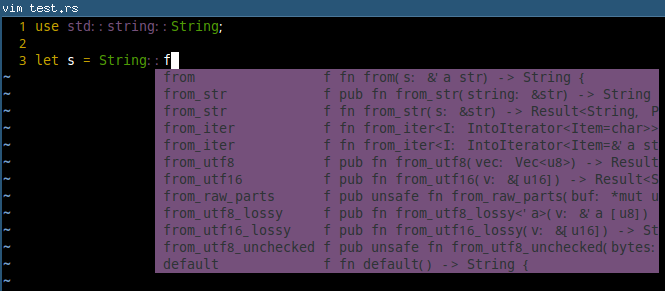 vim test.rs
1 use std::string::String;
2
3 let s = String::f
~ from f fn from(s: &'a str) -> String {
~ from_str f pub fn from_str(string: &str) -> String
~ from_str f fn from_str(s: &str) -> Result<String, P
~ from_iter f fn from_iter<I: IntoIterator<Item=char>>
~ from_iter f fn from_iter<I: IntoIterator<Item=&'a st
~ from_utf8 f pub fn from_utf8(vec: Vec<u8>) -> Result
~ from_utf16 f pub fn from_utf16(v: &[u16]) -> Result<S
~ from_raw_parts f pub unsafe fn from_raw_parts(buf: *mut u
~ from_utf8_lossy f pub fn from_utf8_lossy<'a>(v: &'a [u8])
~ from_utf16_lossy f pub fn from_utf16_lossy(v: &[u16]) -> St
~ from_utf8_unchecked f pub unsafe fn from_utf8_unchecked(bytes:
~ default f fn default() -> String {
~